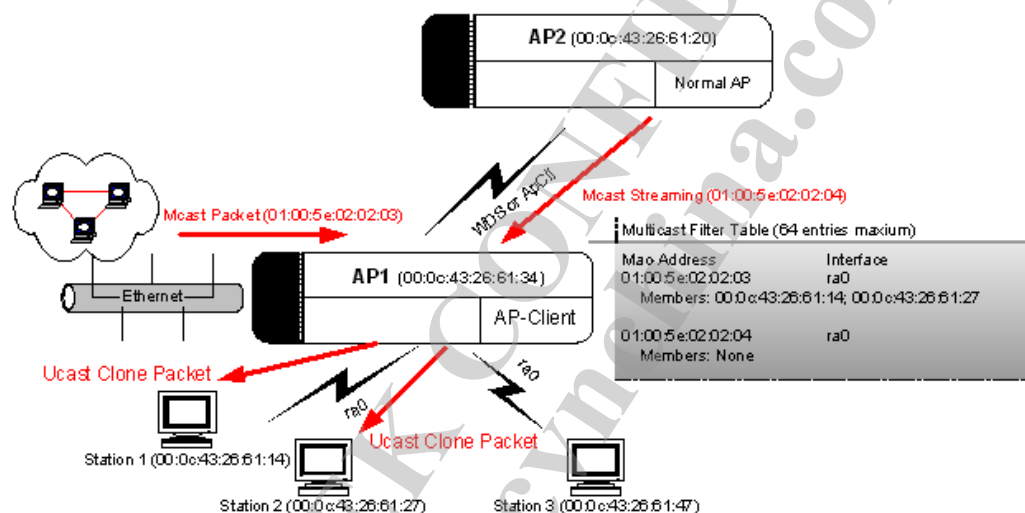 AP2 (00:0c:43:26:61:20)
Normal AP
WDS or ApCli
Mcast Packet (01:00:5e:02:02:03)
Mcast Streaming (01:00:5e:02:02:04)
Multicast Filter Table (64 entries maxium)
Mac Address Interface
01:00:5e:02:02:03 ra0
Members: 00:0c:43:26:61:14; 00:0c:43:26:61:27
01:00:5e:02:02:04 ra0
Members: None
AP1 (00:0c:43:26:61:34)
AP-Client
Ethernet
Ucast Clone Packet
ra0
ra0
Ucast Clone Packet
Station 1 (00:0c:43:26:61:14)
Station 2 (00:0c:43:26:61:27)
Station 3 (00:0c:43:26:61:47)